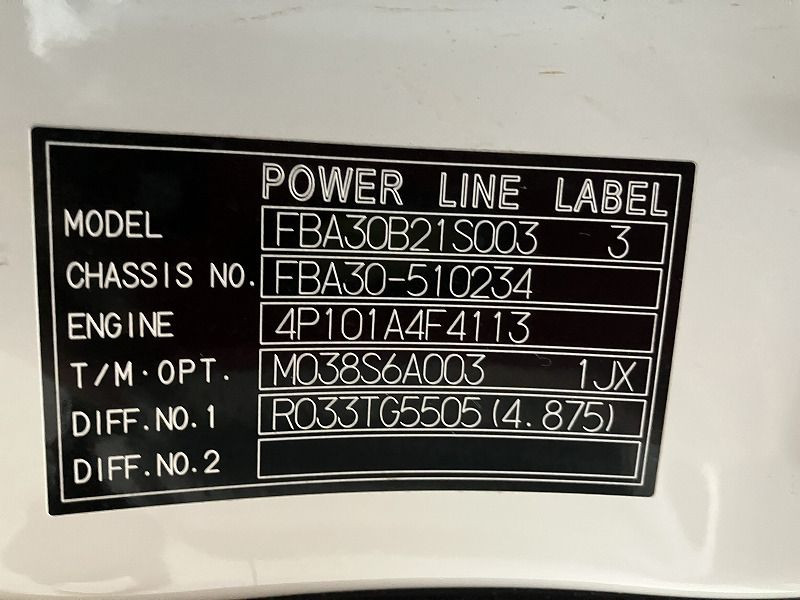 POWER LINE LABEL
MODEL FBA30B21S003 3
CHASSIS NO. FBA30-510234
ENGINE 4P101A4F4113
T/M·OPT. M038S6A003 1JX
DIFF.NO.1 R033TG5505(4.875)
DIFF.NO.2